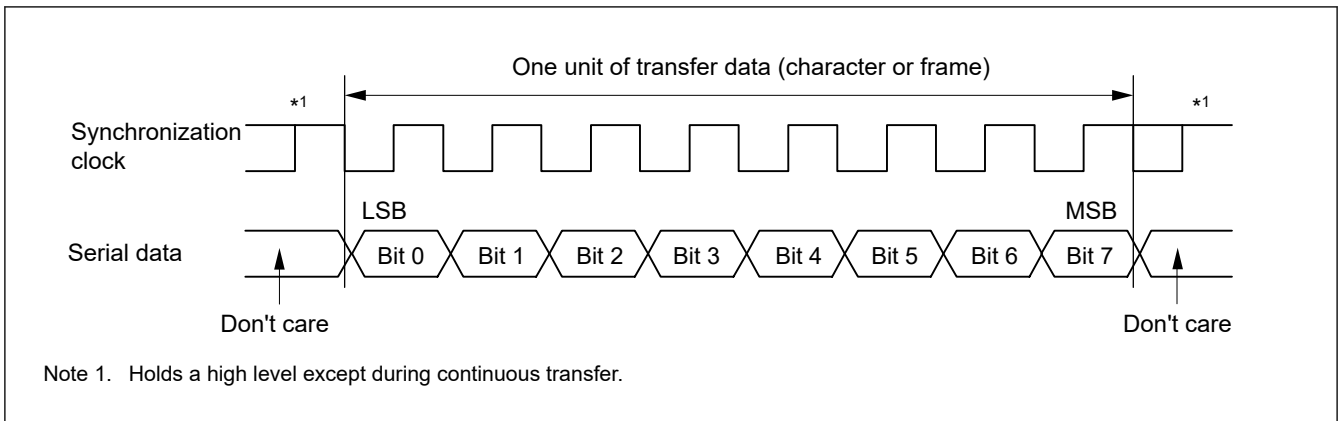 One unit of transfer data (character or frame)
*1
*1
Synchronization
clock
LSB
MSB
Serial data
Bit 0 Bit 1 Bit 2 Bit 3 Bit 4 Bit 5 Bit 6 Bit 7
Don't care
Don't care
Note 1. Holds a high level except during continuous transfer.